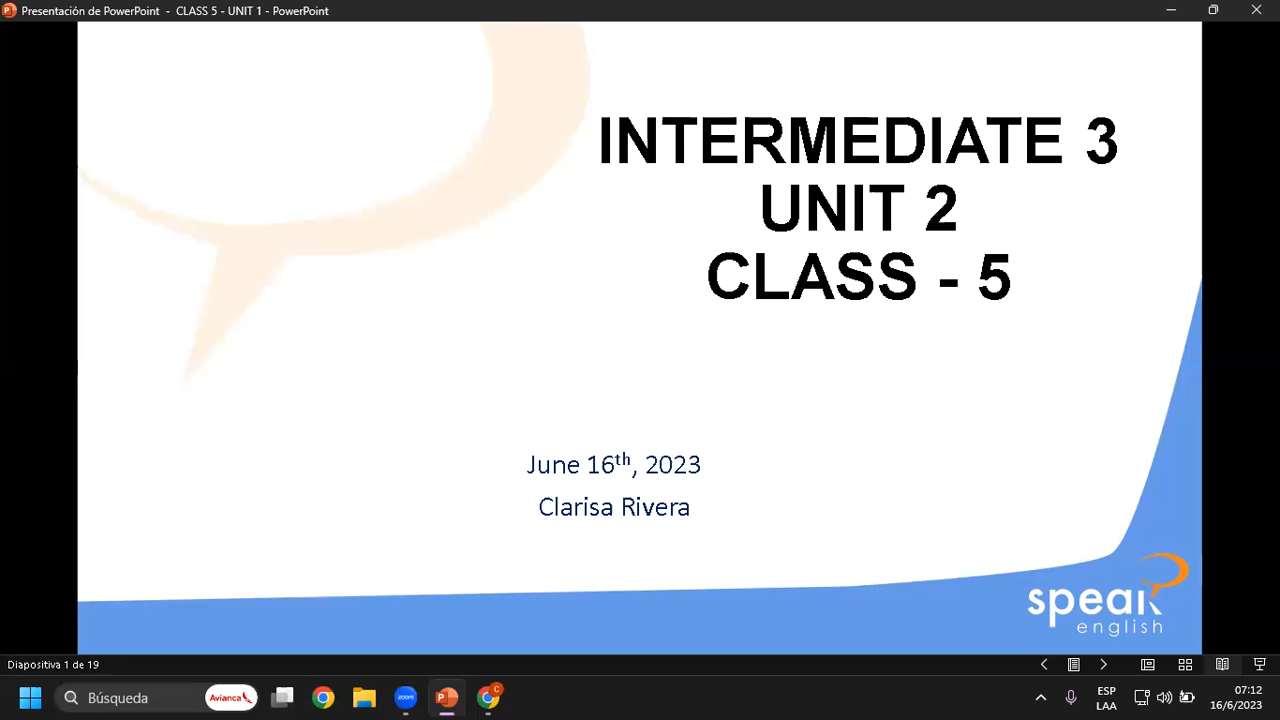 Presentación de PowerPoint - CLASS 5 - UNIT 1 - PowerPoint
INTERMEDIATE 3
UNIT 2
CLASS - 5
June 16th, 2023
Clarisa Rivera
speak
english
Diapositiva 1 de 19
Búsqueda
Avianca
zoom
C
ESP
LAA
07:12
16/6/2023